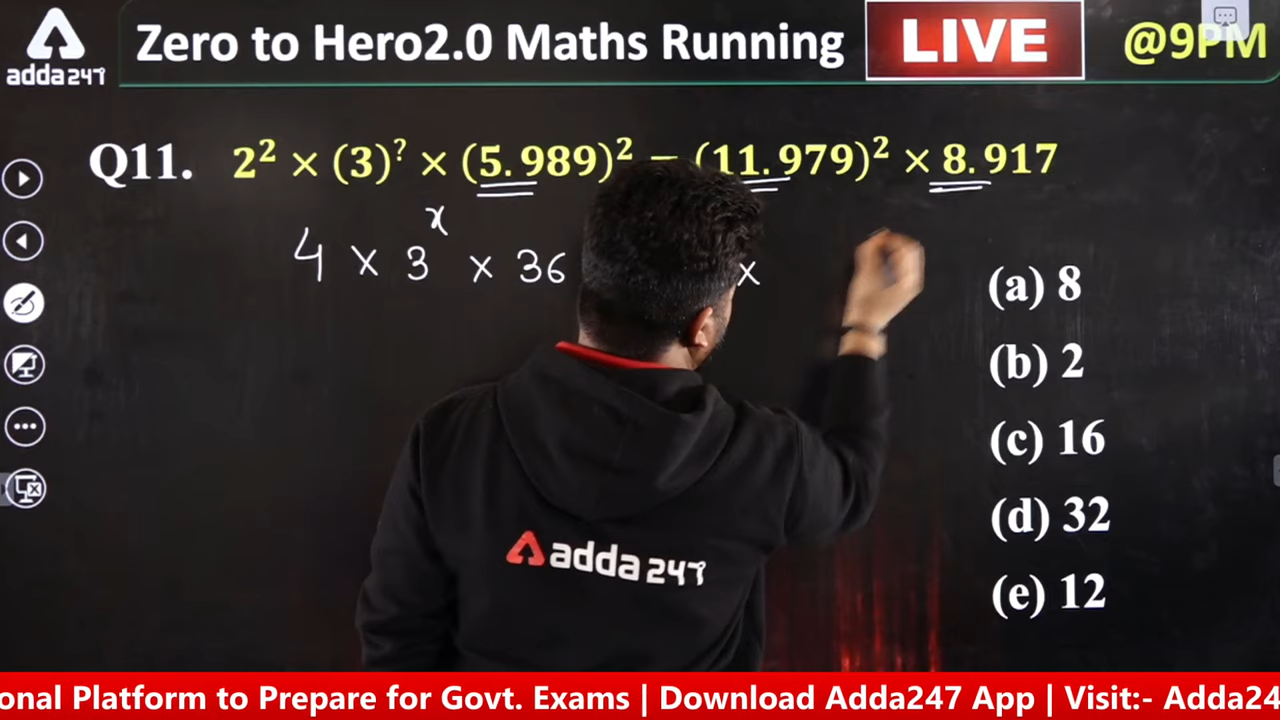 Zero to Hero2.0 Maths Running LIVE @9PM
adda247
Q11. 2² × (3)^? × (5.989)² = (11.979)² × 8.917
4 × 3^x × 36 ×
(a) 8
(b) 2
(c) 16
(d) 32
(e) 12
adda247
onal Platform to Prepare for Govt. Exams | Download Adda247 App | Visit:- Adda24